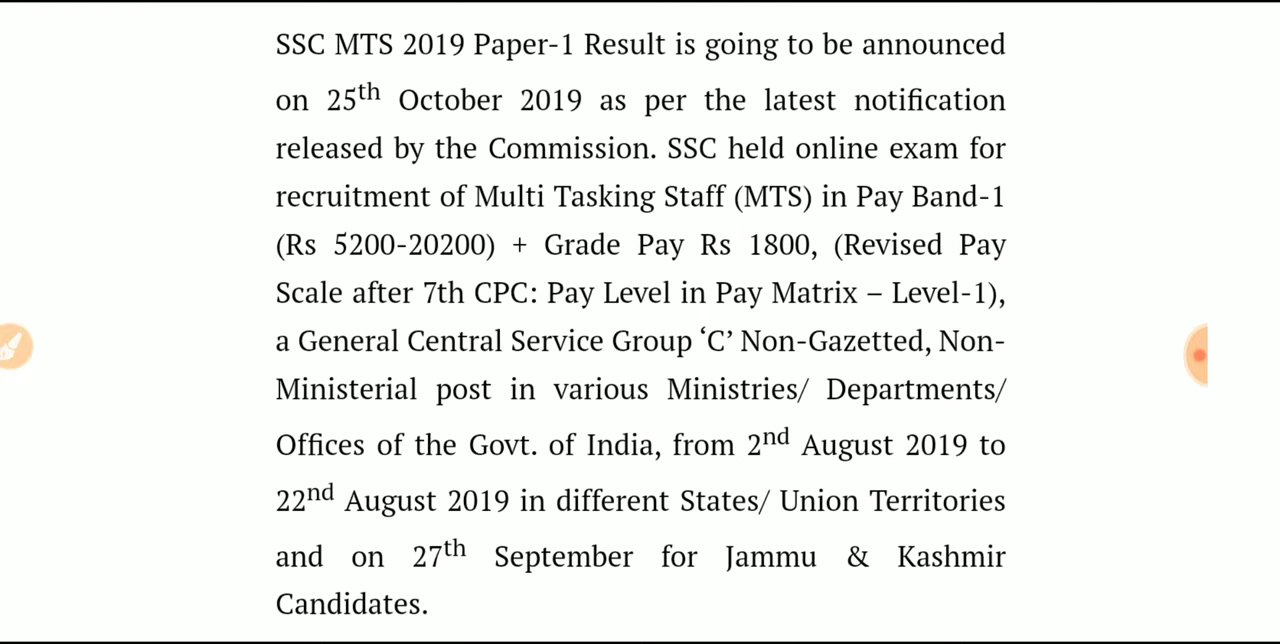 SSC MTS 2019 Paper-1 Result is going to be announced
on 25th October 2019 as per the latest notification
released by the Commission. SSC held online exam for
recruitment of Multi Tasking Staff (MTS) in Pay Band-1
(Rs 5200-20200) + Grade Pay Rs 1800, (Revised Pay
Scale after 7th CPC: Pay Level in Pay Matrix – Level-1),
a General Central Service Group ‘C’ Non-Gazetted, Non-
Ministerial post in various Ministries/ Departments/
Offices of the Govt. of India, from 2nd August 2019 to
22nd August 2019 in different States/ Union Territories
and on 27th September for Jammu & Kashmir
Candidates.